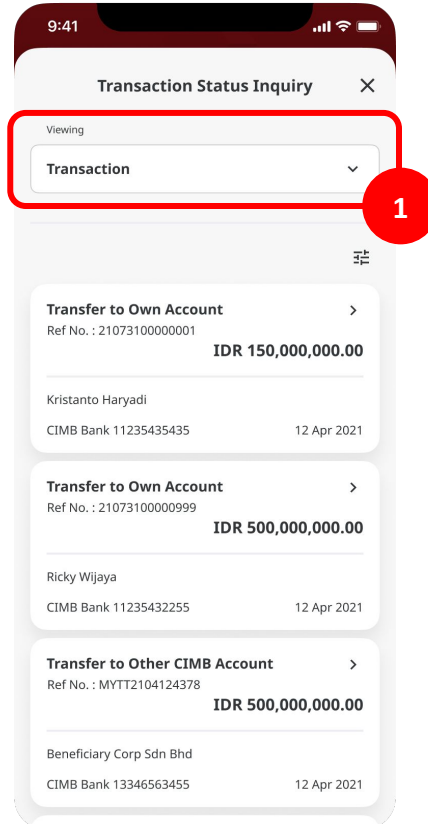 9:41
Transaction Status Inquiry
Viewing
Transaction
1
Transfer to Own Account
Ref No. : 21073100000001
IDR 150,000,000.00
Kristanto Haryadi
CIMB Bank 11235435435 12 Apr 2021
Transfer to Own Account
Ref No. : 21073100000999
IDR 500,000,000.00
Ricky Wijaya
CIMB Bank 11235432255 12 Apr 2021
Transfer to Other CIMB Account
Ref No. : MYTT2104124378
IDR 500,000,000.00
Beneficiary Corp Sdn Bhd
CIMB Bank 13346563455 12 Apr 2021